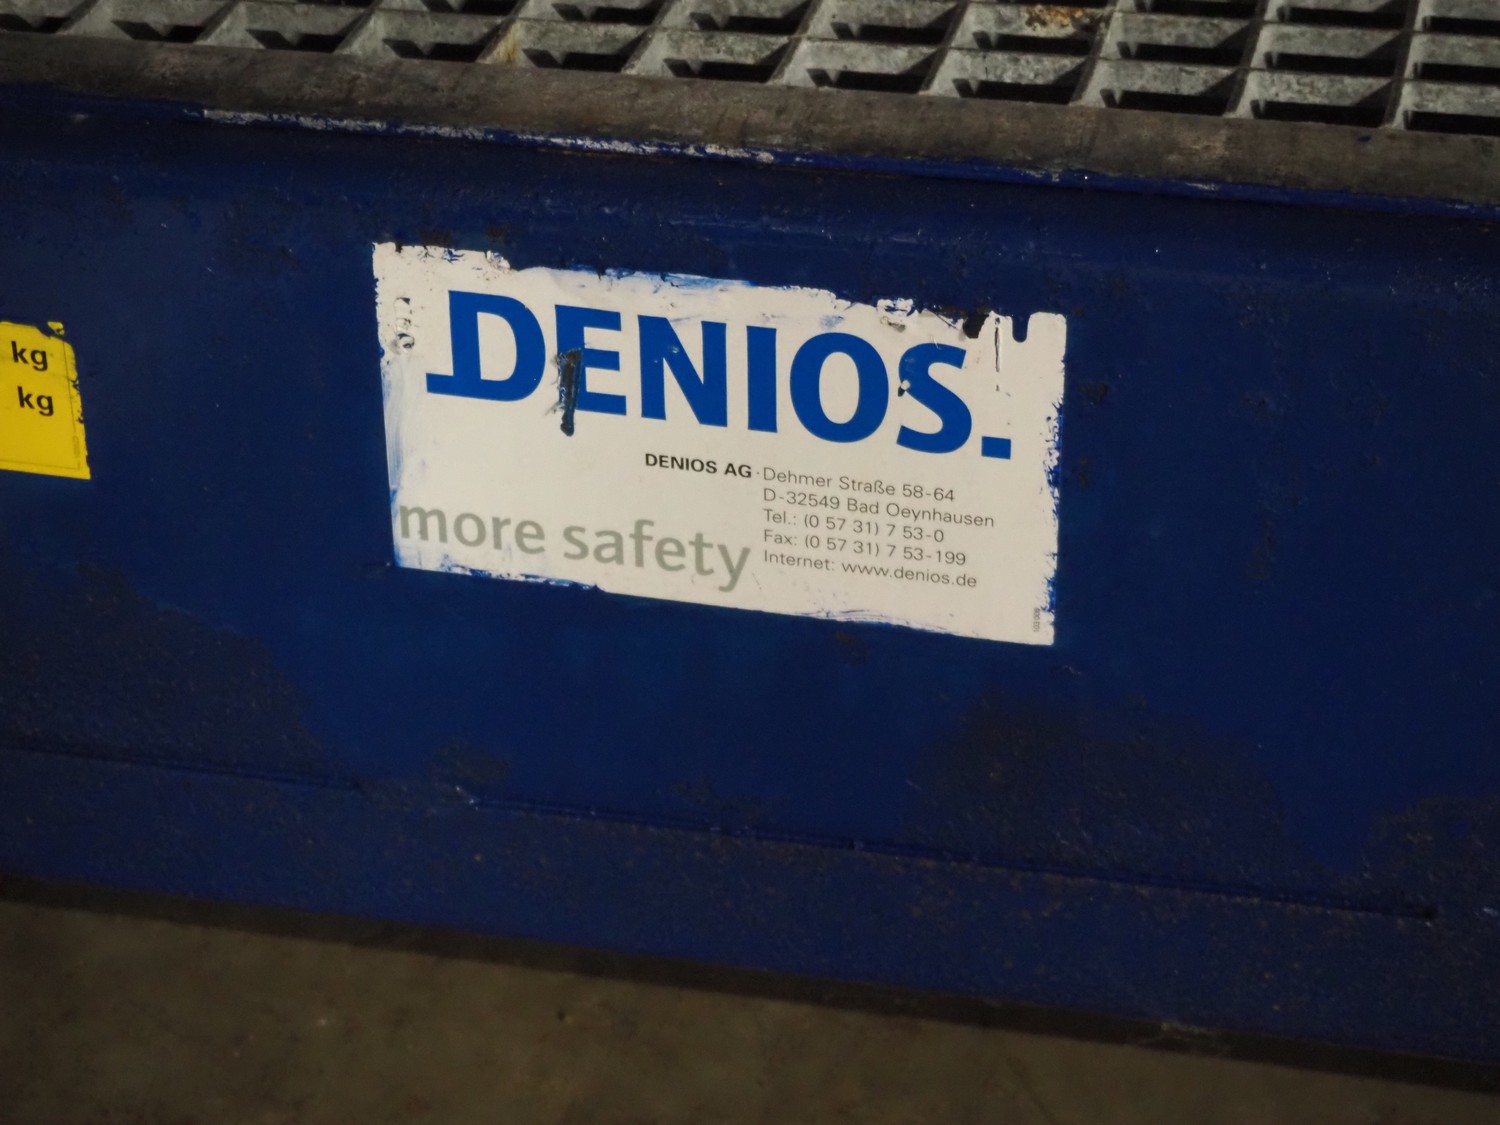 kg
kg
DENIOS.
DENIOS AG · Dehmer Straße 58-64
D-32549 Bad Oeynhausen
Tel.: (0 57 31) 7 53-0
Fax: (0 57 31) 7 53-199
Internet: www.denios.de
more safety